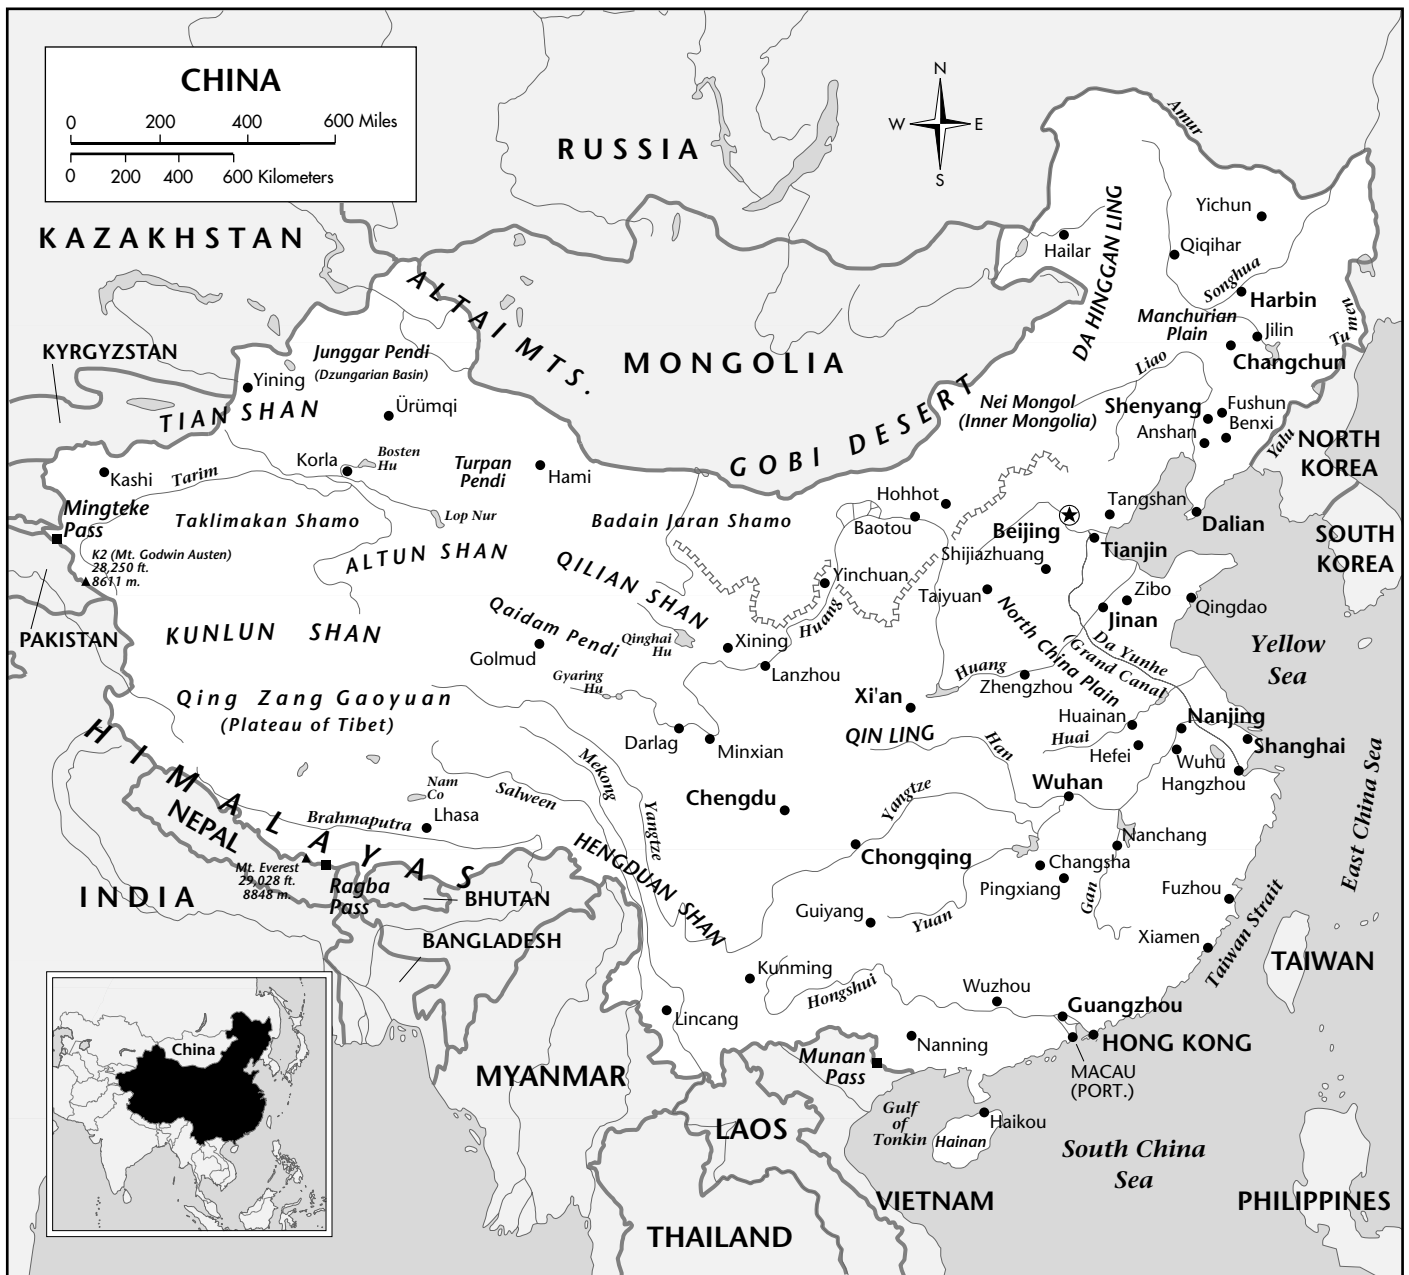 CHINA
0 200 400 600 Miles
0 200 400 600 Kilometers
N
W E
S
RUSSIA
KAZAKHSTAN
KYRGYZSTAN
MONGOLIA
ALTAI MTS.
GOBI DESERT
DA HINGGAN LING
Amur
Yichun
Hailar
Qiqihar
Songhua
Harbin
Manchurian
Plain
Jilin
Tumen
Changchun
Liao
Junggar Pendi
(Dzungarian Basin)
Yining
TIAN SHAN
Ürümqi
Nei Mongol
(Inner Mongolia)
Shenyang
Fushun
Benxi
Anshan
Yalu
NORTH
KOREA
Kashi
Tarim
Korla
Bosten
Hu
Turpan
Pendi
Hami
Mingteke
Pass
Taklimakan Shamo
Lop Nur
Badain Jaran Shamo
Hohhot
Baotou
Beijing
Tangshan
Dalian
Tianjin
SOUTH
KOREA
K2 (Mt. Godwin Austen)
28,250 ft.
8611 m.
ALTUN SHAN
QILIAN SHAN
Yinchuan
Shijiazhuang
Taiyuan
Zibo
Jinan
Qingdao
PAKISTAN
KUNLUN SHAN
Qaidam Pendi
Golmud
Qinghai
Hu
Xining
Huang
Lanzhou
North China Plain
Da Yunhe
(Grand Canal)
Yellow
Sea
Gyaring
Hu
Huang
Zhengzhou
Qing Zang Gaoyuan
(Plateau of Tibet)
Xi'an
QIN LING
Darlag
Minxian
Han
Huainan
Huai
Hefei
Nanjing
Shanghai
Wuhu
Hangzhou
HIMALAYAS
Mekong
Nam
Co
Salween
Yangtze
Chengdu
Yangtze
Wuhan
East China Sea
NEPAL
Brahmaputra
Lhasa
Mt. Everest
29,028 ft.
8848 m.
Ragba
Pass
HENGDUAN SHAN
Chongqing
Nanchang
Changsha
Pingxiang
Gan
Fuzhou
INDIA
BHUTAN
BANGLADESH
Guiyang
Yuan
Xiamen
Taiwan Strait
TAIWAN
Kunming
Hongshui
Wuzhou
Guangzhou
Lincang
Nanning
HONG KONG
MACAU
(PORT.)
MYANMAR
Munan
Pass
LAOS
Gulf
of
Tonkin
Haikou
Hainan
South China
Sea
VIETNAM
THAILAND
PHILIPPINES
China